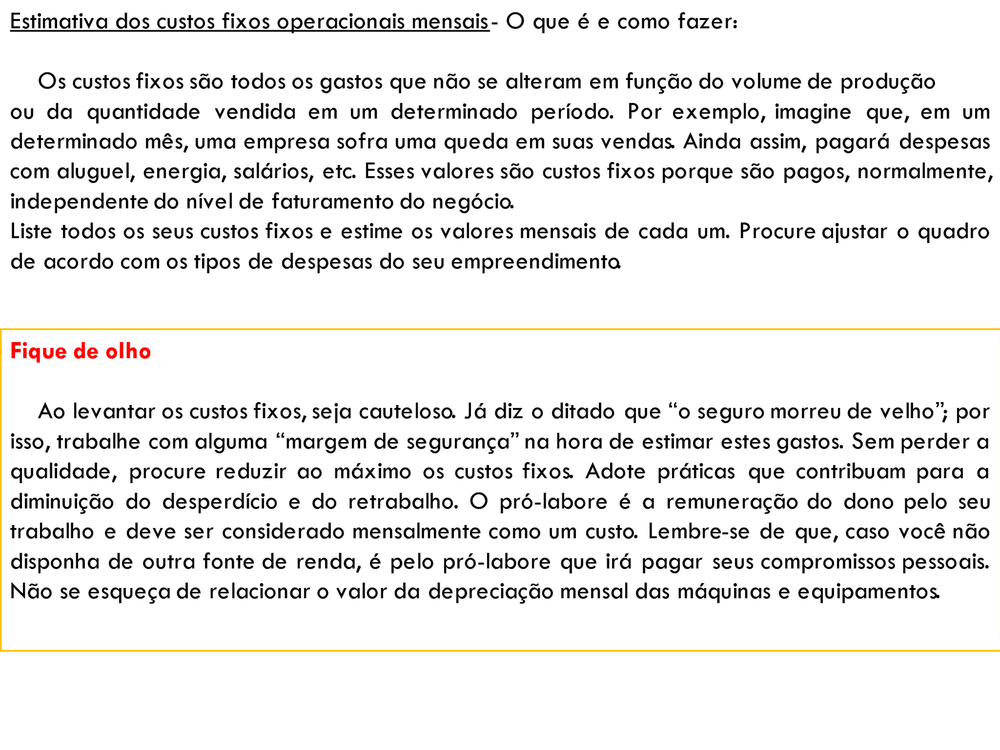 Estimativa dos custos fixos operacionais mensais- O que é e como fazer:
Os custos fixos são todos os gastos que não se alteram em função do volume de produção
ou da quantidade vendida em um determinado período. Por exemplo, imagine que, em um
determinado mês, uma empresa sofra uma queda em suas vendas. Ainda assim, pagará despesas
com aluguel, energia, salários, etc. Esses valores são custos fixos porque são pagos, normalmente,
independente do nível de faturamento do negócio.
Liste todos os seus custos fixos e estime os valores mensais de cada um. Procure ajustar o quadro
de acordo com os tipos de despesas do seu empreendimento.
Fique de olho
Ao levantar os custos fixos, seja cauteloso. Já diz o ditado que “o seguro morreu de velho”; por
isso, trabalhe com alguma “margem de segurança” na hora de estimar estes gastos. Sem perder a
qualidade, procure reduzir ao máximo os custos fixos. Adote práticas que contribuam para a
diminuição do desperdício e do retrabalho. O pró-labore é a remuneração do dono pelo seu
trabalho e deve ser considerado mensalmente como um custo. Lembre-se de que, caso você não
disponha de outra fonte de renda, é pelo pró-labore que irá pagar seus compromissos pessoais.
Não se esqueça de relacionar o valor da depreciação mensal das máquinas e equipamentos.